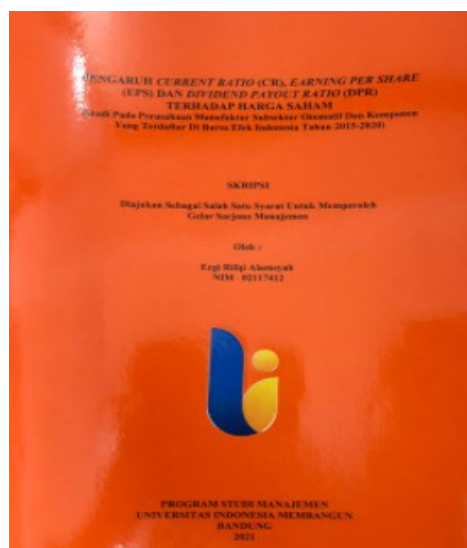 PENGARUH CURRENT RATIO (CR), EARNING PER SHARE
(EPS) DAN DIVIDEND PAYOUT RATIO (DPR)
TERHADAP HARGA SAHAM
(Studi Pada Perusahaan Manufaktur Subsektor Otomotif Dan Komponen
Yang Terdaftar Di Bursa Efek Indonesia Tahun 2015-2020)
SKRIPSI
Diajukan Sebagai Salah Satu Syarat Untuk Memperoleh
Gelar Sarjana Manajemen
Oleh :
Ergi Rifqi Alamsyah
NIM 02117412
PROGRAM STUDI MANAJEMEN
UNIVERSITAS INDONESIA MEMBANGUN
BANDUNG
2021